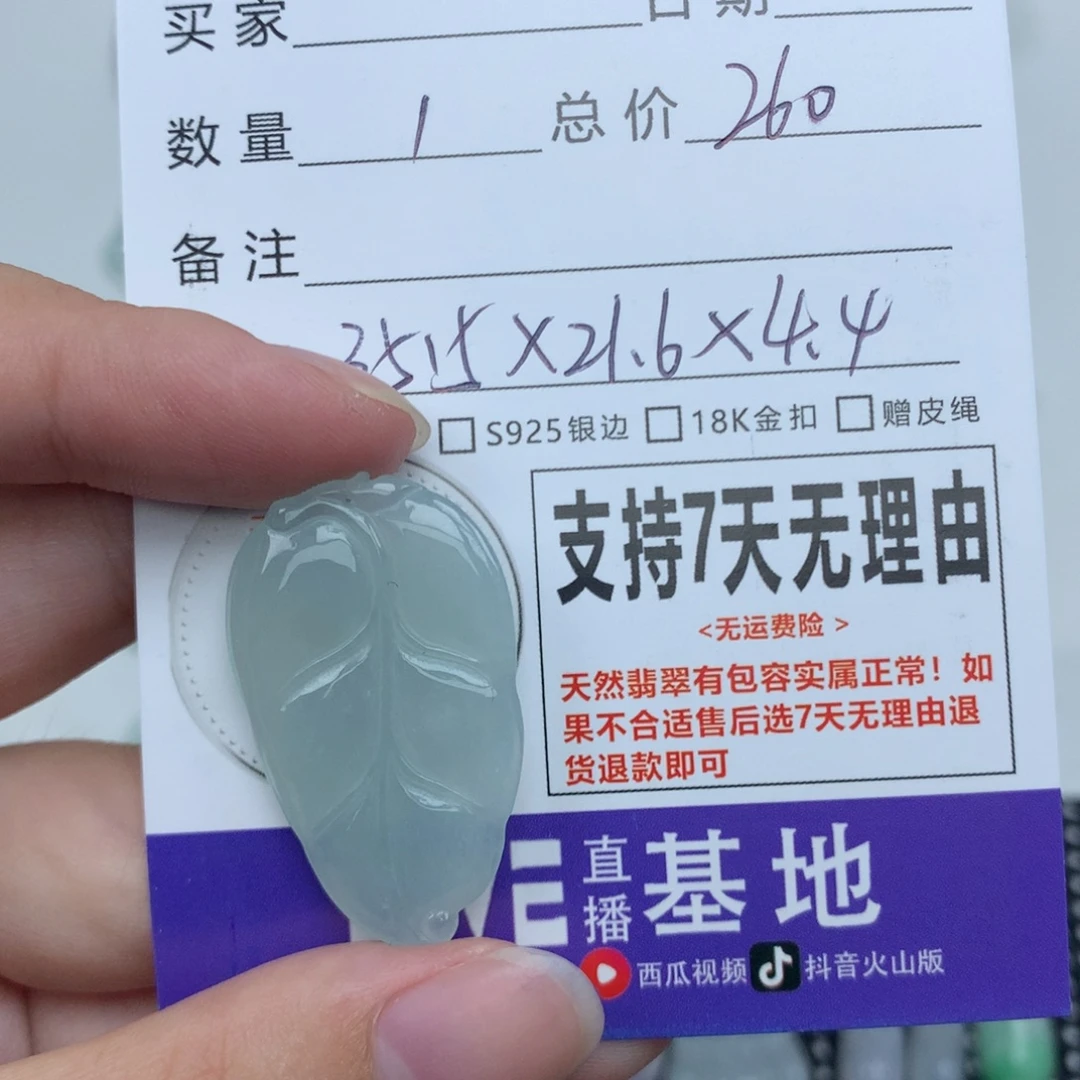 买家 日期
数量 1 总价 260
备注
35.5×21.6×4.4
S925银边 18K金扣 赠皮绳
支持7天无理由
<无运费险>
天然翡翠有包容实属正常！如
果不合适售后选7天无理由退
货退款即可
直播基地
西瓜视频 抖音火山版